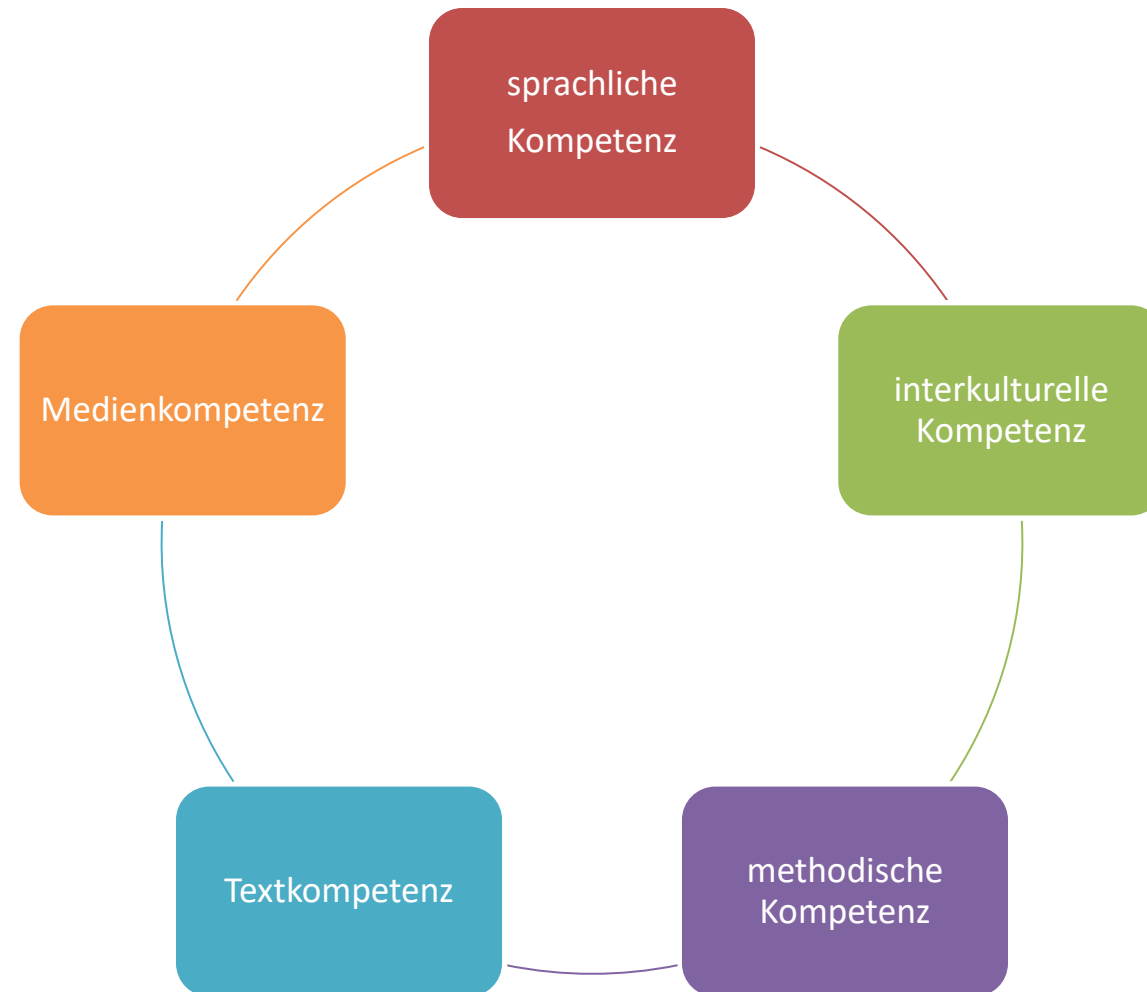 sprachliche
Kompetenz
interkulturelle
Kompetenz
methodische
Kompetenz
Textkompetenz
Medienkompetenz